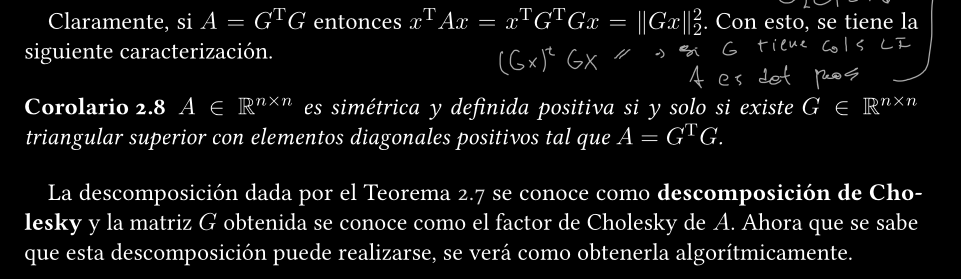 Claramente, si A = GᵀG entonces xᵀAx = xᵀGᵀGx = ‖Gx‖₂². Con esto, se tiene la
siguiente caracterización.
(Gx)ᵗ Gx // → si G tiene cols LI
A es def pos
Corolario 2.8 A ∈ ℝⁿˣⁿ es simétrica y definida positiva si y solo si existe G ∈ ℝⁿˣⁿ
triangular superior con elementos diagonales positivos tal que A = GᵀG.
La descomposición dada por el Teorema 2.7 se conoce como descomposición de Cho-
lesky y la matriz G obtenida se conoce como el factor de Cholesky de A. Ahora que se sabe
que esta descomposición puede realizarse, se verá como obtenerla algorítmicamente.